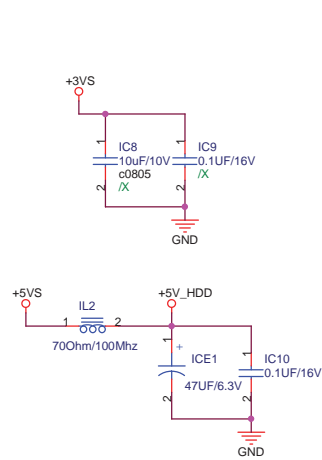 +3VS
1
1
IC8
IC9
10uF/10V
0.1UF/16V
c0805
/X
2
/X
2
GND
+5VS
+5V_HDD
IL2
1
2
70Ohm/100Mhz
1
+
ICE1
1
IC10
0.1UF/16V
47UF/6.3V
2
2
GND